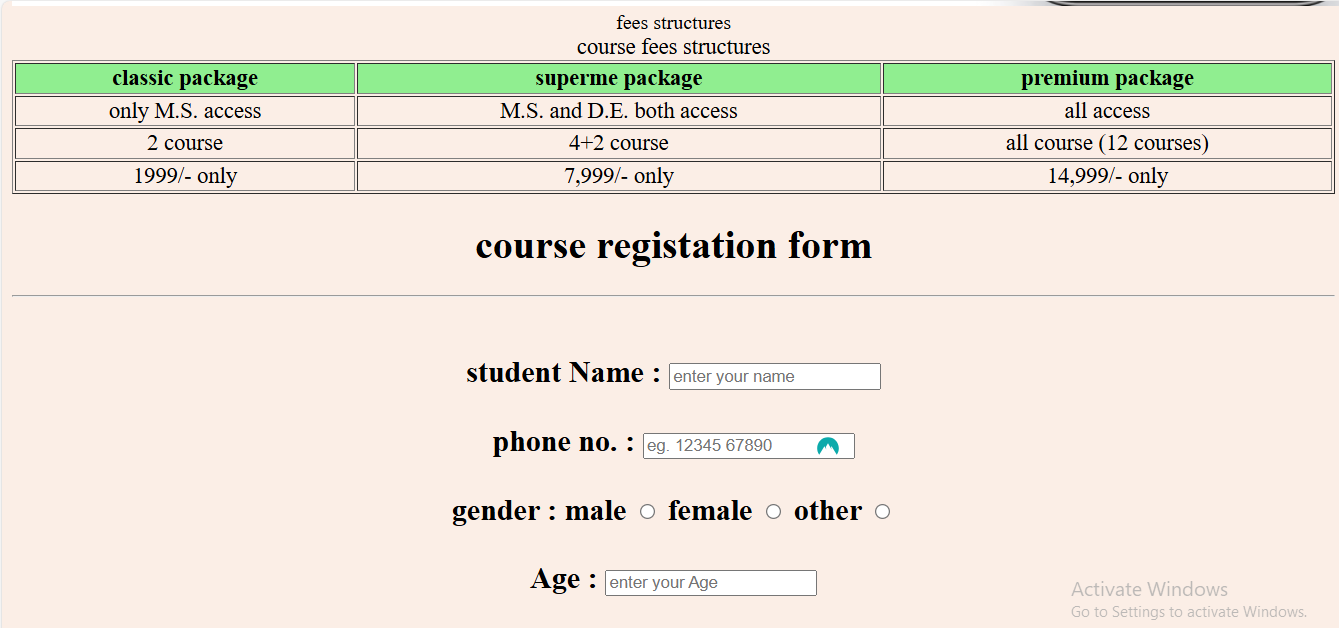 fees structures
course fees structures
classic package superme package premium package
only M.S. access M.S. and D.E. both access all access
2 course 4+2 course all course (12 courses)
1999/- only 7,999/- only 14,999/- only
course registation form
student Name : enter your name
phone no. : eg. 12345 67890
gender : male female other
Age : enter your Age
Activate Windows
Go to Settings to activate Windows.